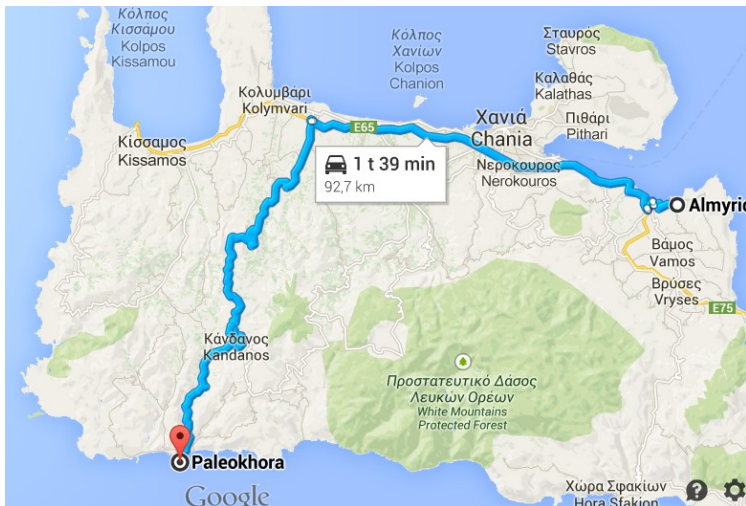 Κόλπος
Κισσάμου
Kolpos
Kissamou
Κόλπος
Χανίων
Kolpos
Chanion
Σταυρός
Stavros
Καλαθάς
Kalathas
Πιθάρι
Pithari
Κολυμβάρι
Kolymvari
E65
Χανιά
Chania
Κίσσαμος
Kissamos
1 t 39 min
92,7 km
Νεροκουρος
Nerokouros
Almyrid
Βάμος
Vamos
Βρύσες
Vryses
E75
Κάνδανος
Kandanos
Προστατευτικό Δάσος
Λευκών Ορέων
White Mountains
Protected Forest
Paleokhora
Google
Χώρα Σφακίων
Hora Sfakion
?